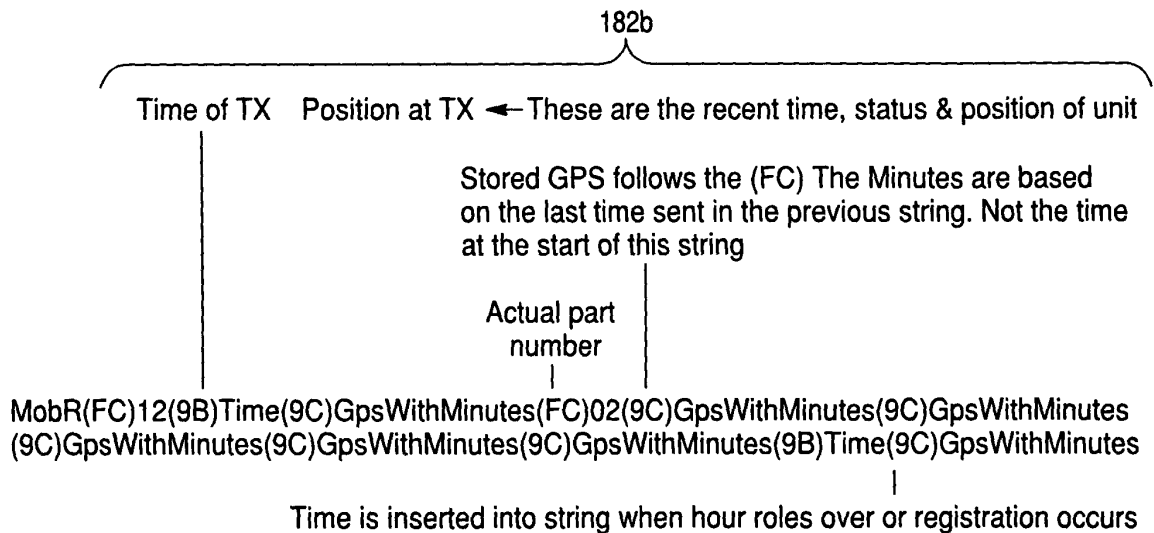 182b
Time of TX Position at TX ← These are the recent time, status & position of unit
Stored GPS follows the (FC) The Minutes are based
on the last time sent in the previous string. Not the time
at the start of this string
Actual part
number
MobR(FC)12(9B)Time(9C)GpsWithMinutes(FC)02(9C)GpsWithMinutes(9C)GpsWithMinutes
(9C)GpsWithMinutes(9C)GpsWithMinutes(9C)GpsWithMinutes(9B)Time(9C)GpsWithMinutes
Time is inserted into string when hour roles over or registration occurs